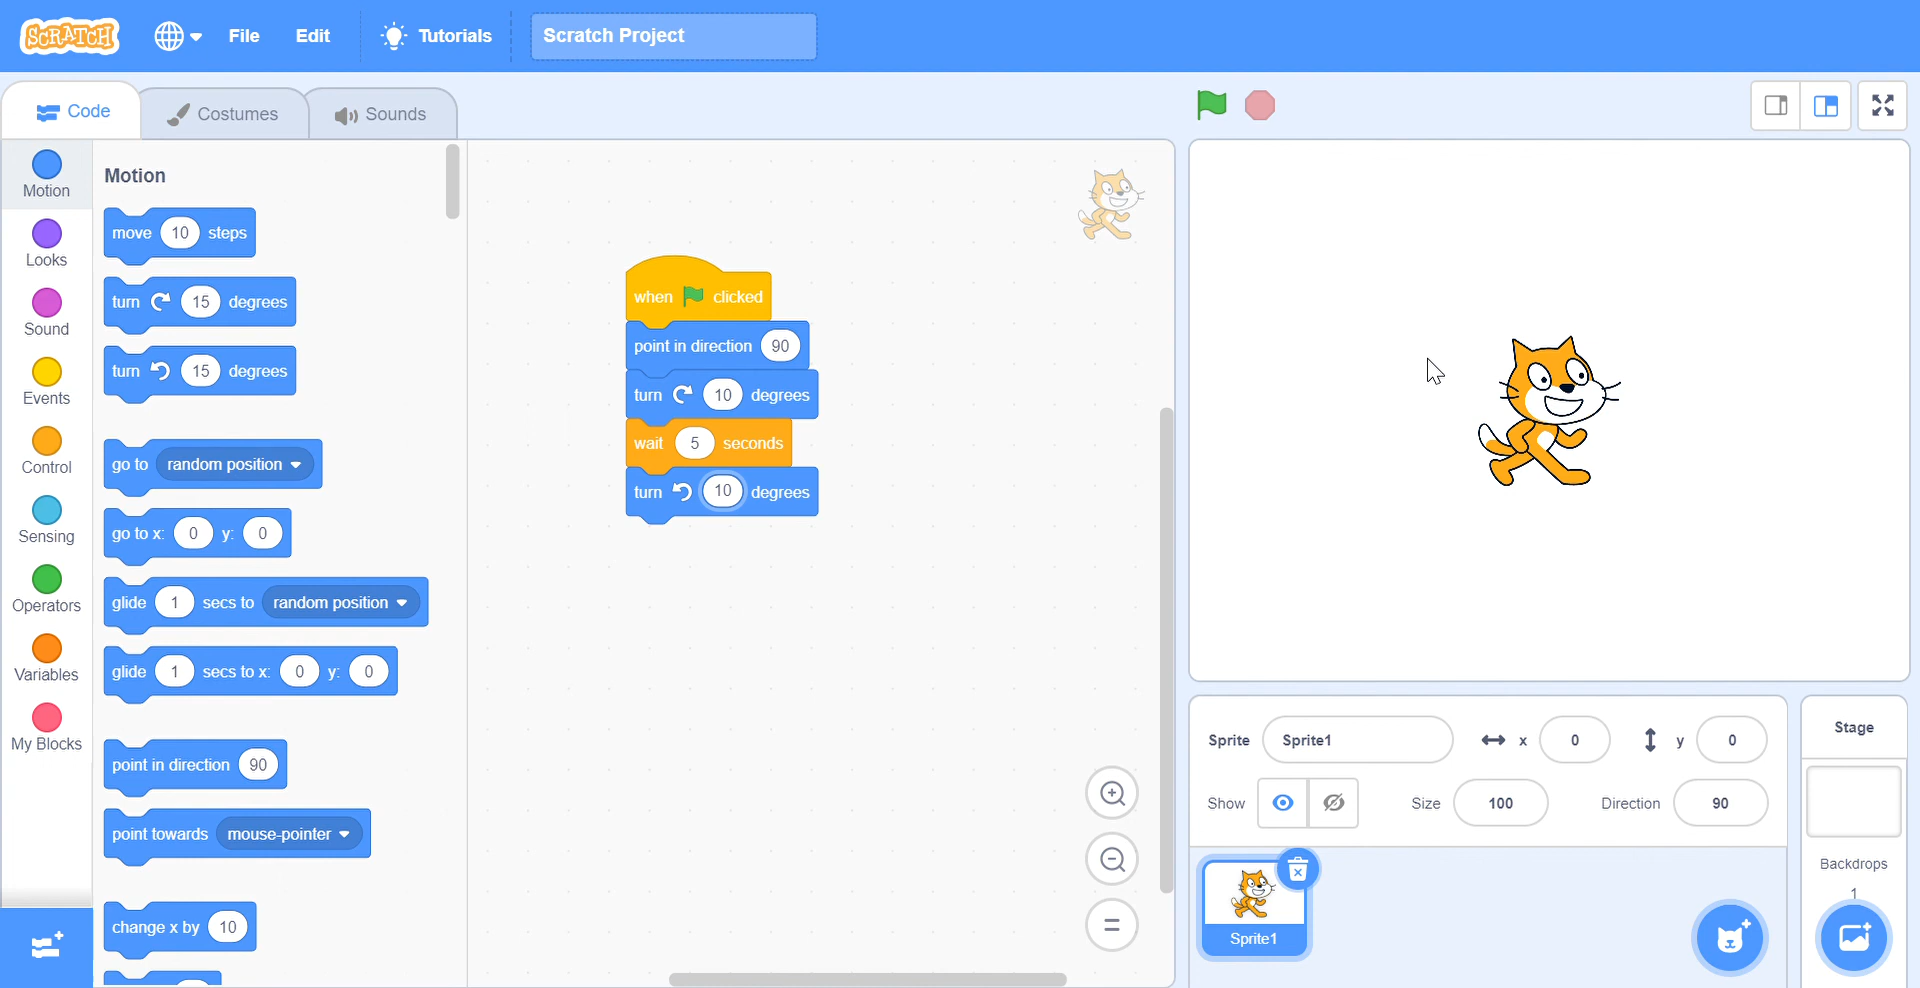 SCRATCH File Edit Tutorials Scratch Project
Code Costumes Sounds
Motion
Looks
Sound
Events
Control
Sensing
Operators
Variables
My Blocks
Motion
move 10 steps
turn 15 degrees
turn 15 degrees
go to random position
go to x: 0 y: 0
glide 1 secs to random position
glide 1 secs to x: 0 y: 0
point in direction 90
point towards mouse-pointer
change x by 10
when clicked
point in direction 90
turn 10 degrees
wait 5 seconds
turn 10 degrees
Sprite Sprite1 x 0 y 0
Show Size 100 Direction 90
Sprite1
Stage
Backdrops
1